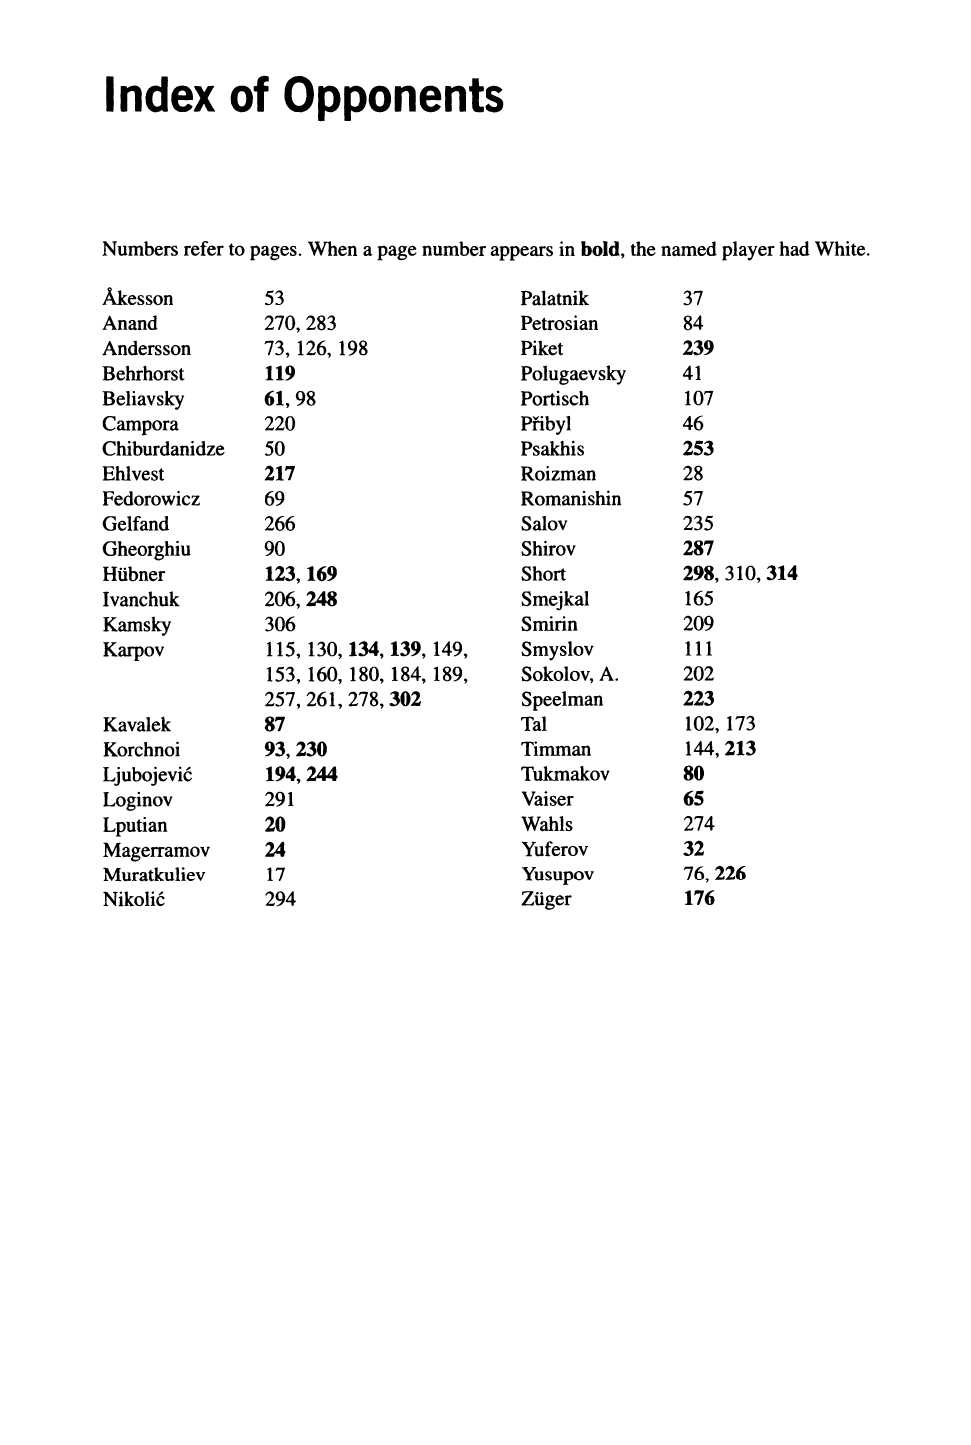 Index of Opponents
Numbers refer to pages. When a page number appears in bold, the named player had White.
Åkesson 53
Anand 270, 283
Andersson 73, 126, 198
Behrhorst 119
Beliavsky 61, 98
Campora 220
Chiburdanidze 50
Ehlvest 217
Fedorowicz 69
Gelfand 266
Gheorghiu 90
Hübner 123, 169
Ivanchuk 206, 248
Kamsky 306
Karpov 115, 130, 134, 139, 149,
153, 160, 180, 184, 189,
257, 261, 278, 302
Kavalek 87
Korchnoi 93, 230
Ljubojević 194, 244
Loginov 291
Lputian 20
Magerramov 24
Muratkuliev 17
Nikolić 294
Palatnik 37
Petrosian 84
Piket 239
Polugaevsky 41
Portisch 107
Přibyl 46
Psakhis 253
Roizman 28
Romanishin 57
Salov 235
Shirov 287
Short 298, 310, 314
Smejkal 165
Smirin 209
Smyslov 111
Sokolov, A. 202
Speelman 223
Tal 102, 173
Timman 144, 213
Tukmakov 80
Vaiser 65
Wahls 274
Yuferov 32
Yusupov 76, 226
Züger 176